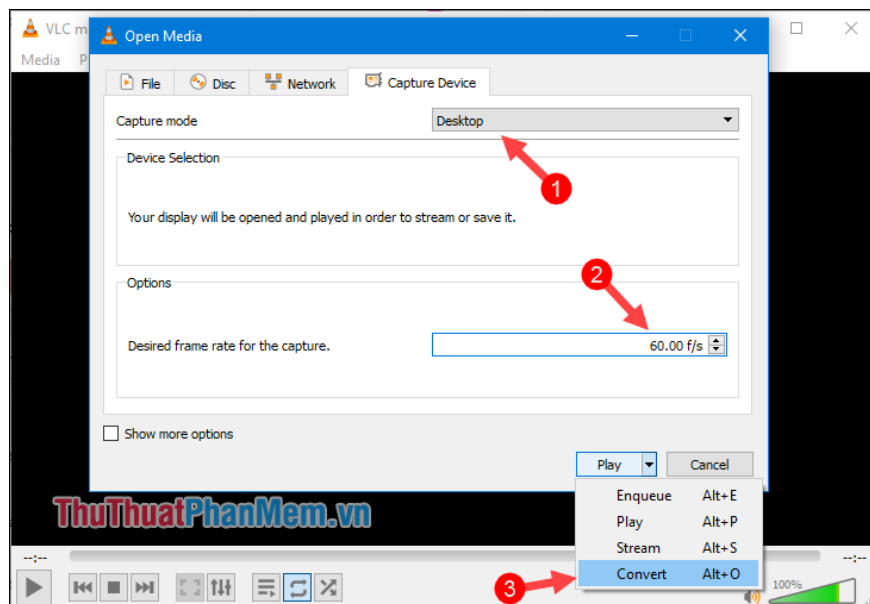 VLC m
Open Media
Media P
File Disc Network Capture Device
Capture mode Desktop
1
Device Selection
Your display will be opened and played in order to stream or save it.
2
Options
Desired frame rate for the capture. 60.00 f/s
Show more options
Play Cancel
Enqueue Alt+E
ThuThuatPhanMem.vn
Play Alt+P
Stream Alt+S
--:-- --:--
3
Convert Alt+O
100%